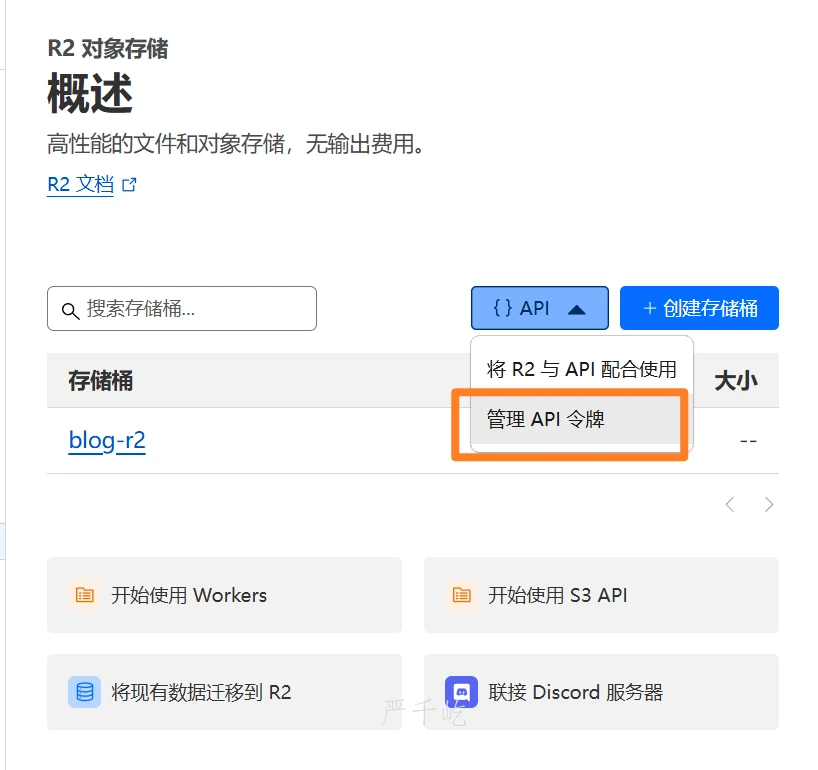 R2 对象存储
概述
高性能的文件和对象存储，无输出费用。
R2 文档
搜索存储桶...
{ } API
+ 创建存储桶
将 R2 与 API 配合使用
管理 API 令牌
存储桶
大小
blog-r2
--
开始使用 Workers
开始使用 S3 API
将现有数据迁移到 R2
联接 Discord 服务器
严千屹